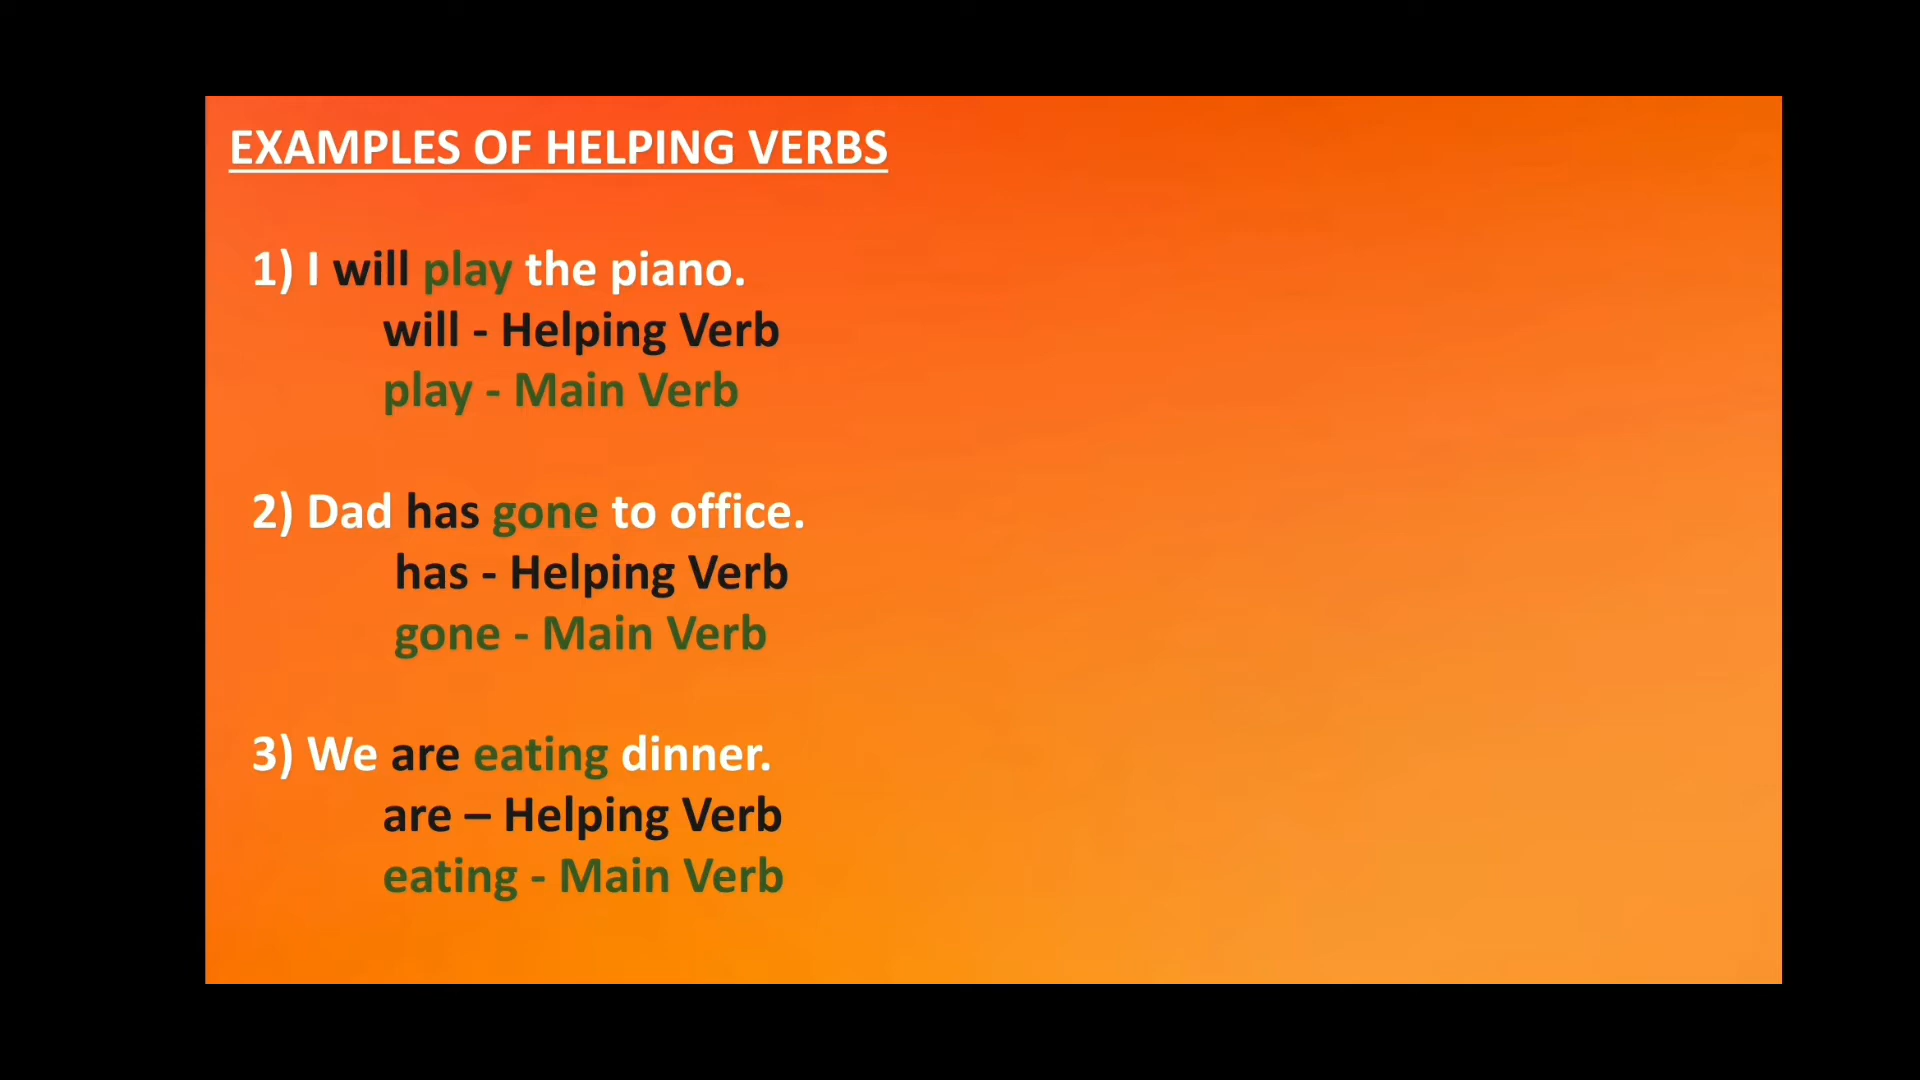 EXAMPLES OF HELPING VERBS
1) I will play the piano.
will - Helping Verb
play - Main Verb
2) Dad has gone to office.
has - Helping Verb
gone - Main Verb
3) We are eating dinner.
are – Helping Verb
eating - Main Verb